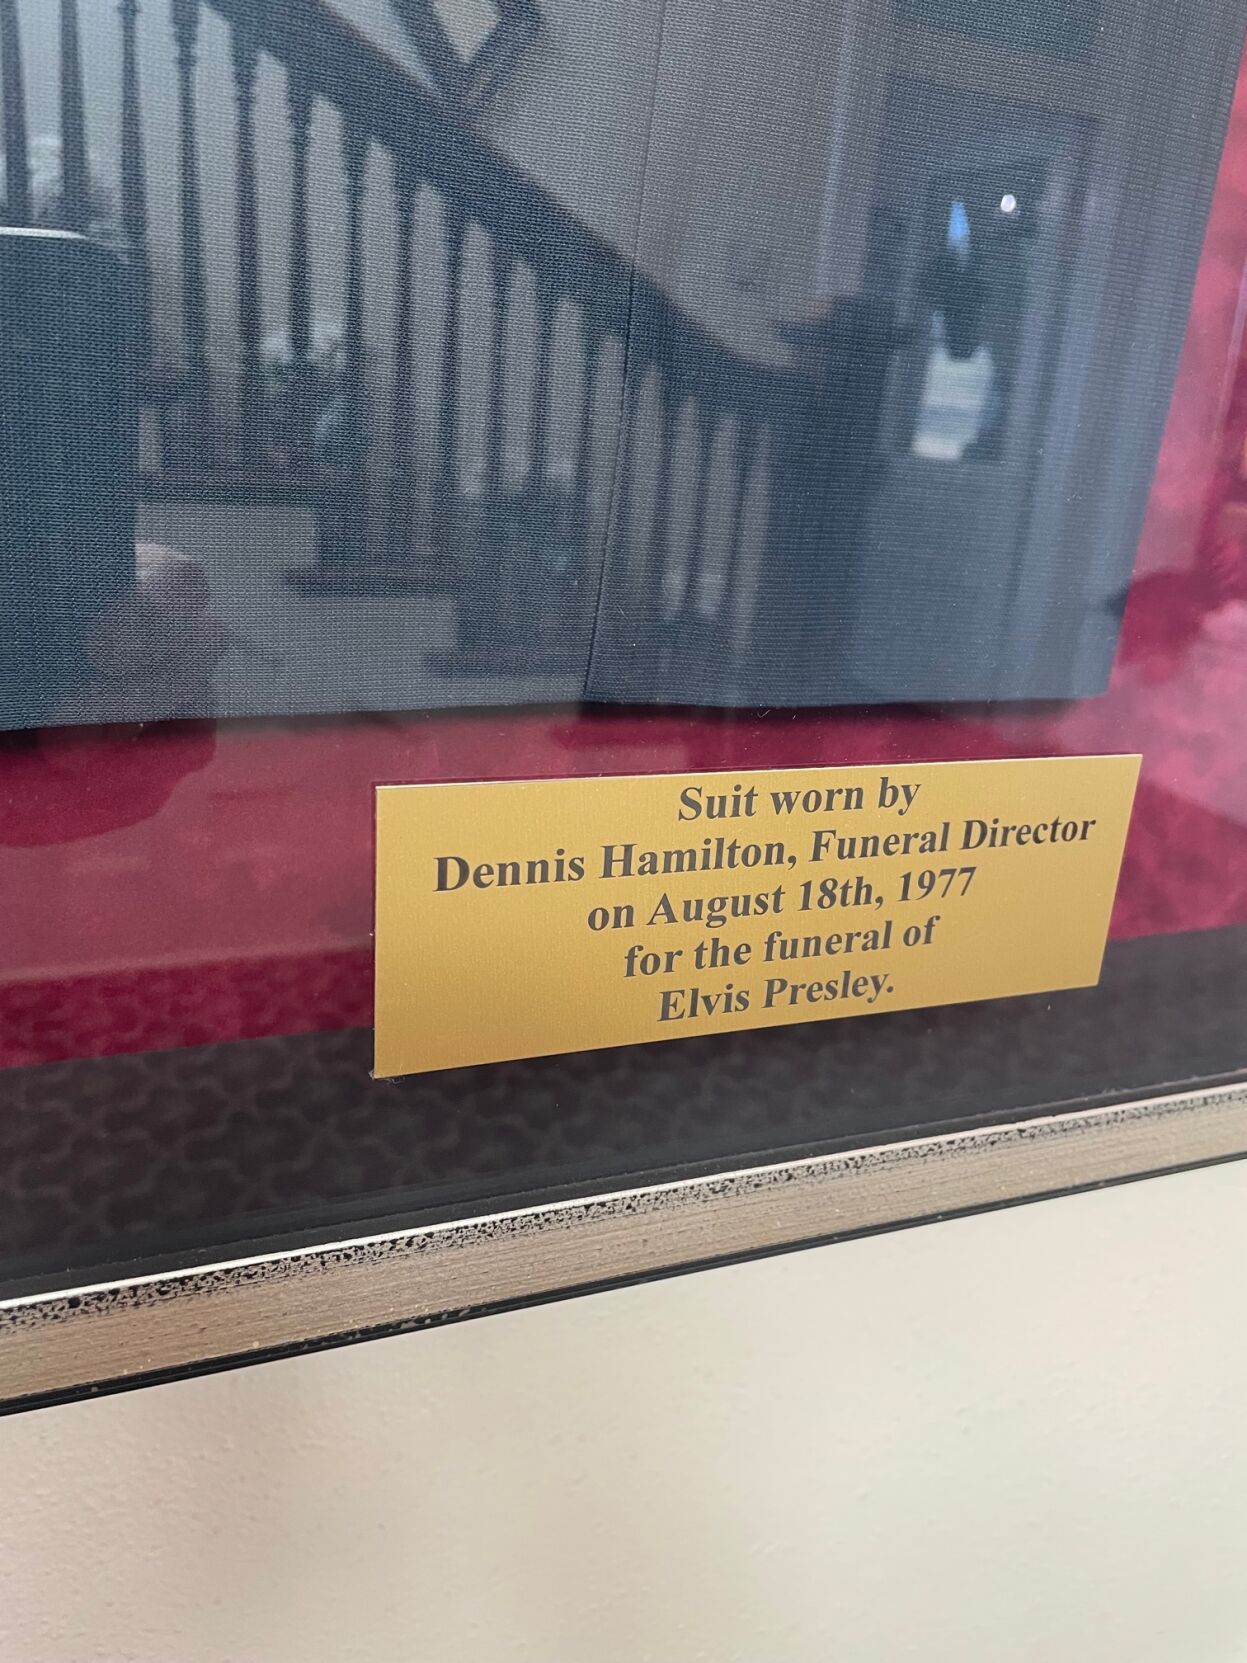 Suit worn by
Dennis Hamilton, Funeral Director
on August 18th, 1977
for the funeral of
Elvis Presley.